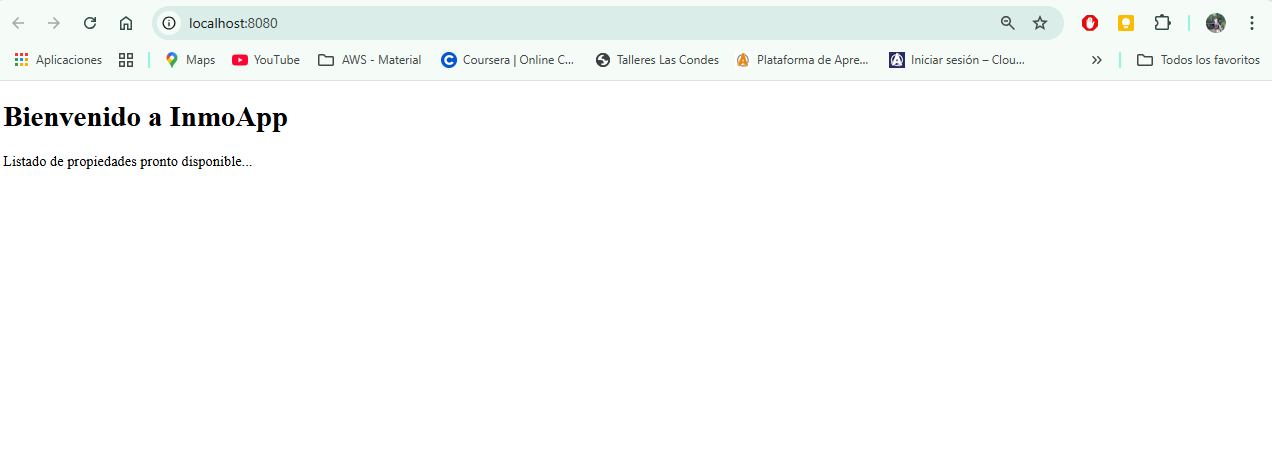 localhost:8080
Aplicaciones Maps YouTube AWS - Material Coursera | Online C... Talleres Las Condes Plataforma de Apre... Iniciar sesión – Clou... » Todos los favoritos
Bienvenido a InmoApp
Listado de propiedades pronto disponible...